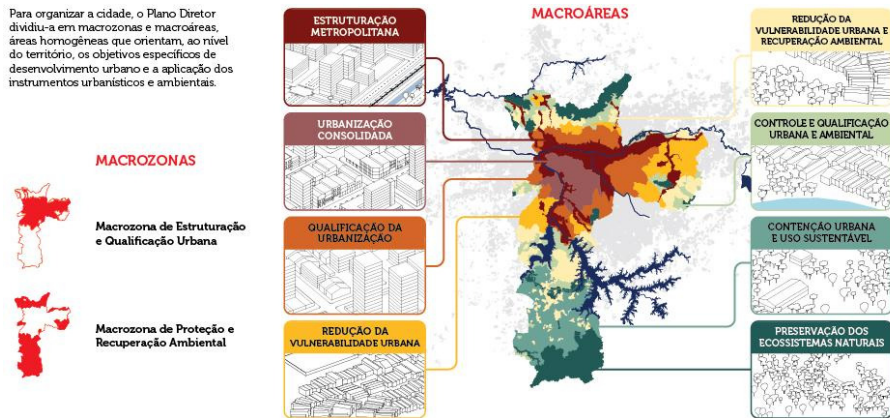 Para organizar a cidade, o Plano Diretor
dividiu-a em macrozonas e macroáreas,
áreas homogêneas que orientam, ao nível
do território, os objetivos específicos de
desenvolvimento urbano e a aplicação dos
instrumentos urbanísticos e ambientais.
MACROZONAS
Macrozona de Estruturação
e Qualificação Urbana
Macrozona de Proteção e
Recuperação Ambiental
MACROÁREAS
ESTRUTURAÇÃO
METROPOLITANA
URBANIZAÇÃO
CONSOLIDADA
QUALIFICAÇÃO DA
URBANIZAÇÃO
REDUÇÃO DA
VULNERABILIDADE URBANA
REDUÇÃO DA
VULNERABILIDADE URBANA E
RECUPERAÇÃO AMBIENTAL
CONTROLE E QUALIFICAÇÃO
URBANA E AMBIENTAL
CONTENÇÃO URBANA
E USO SUSTENTÁVEL
PRESERVAÇÃO DOS
ECOSSISTEMAS NATURAIS